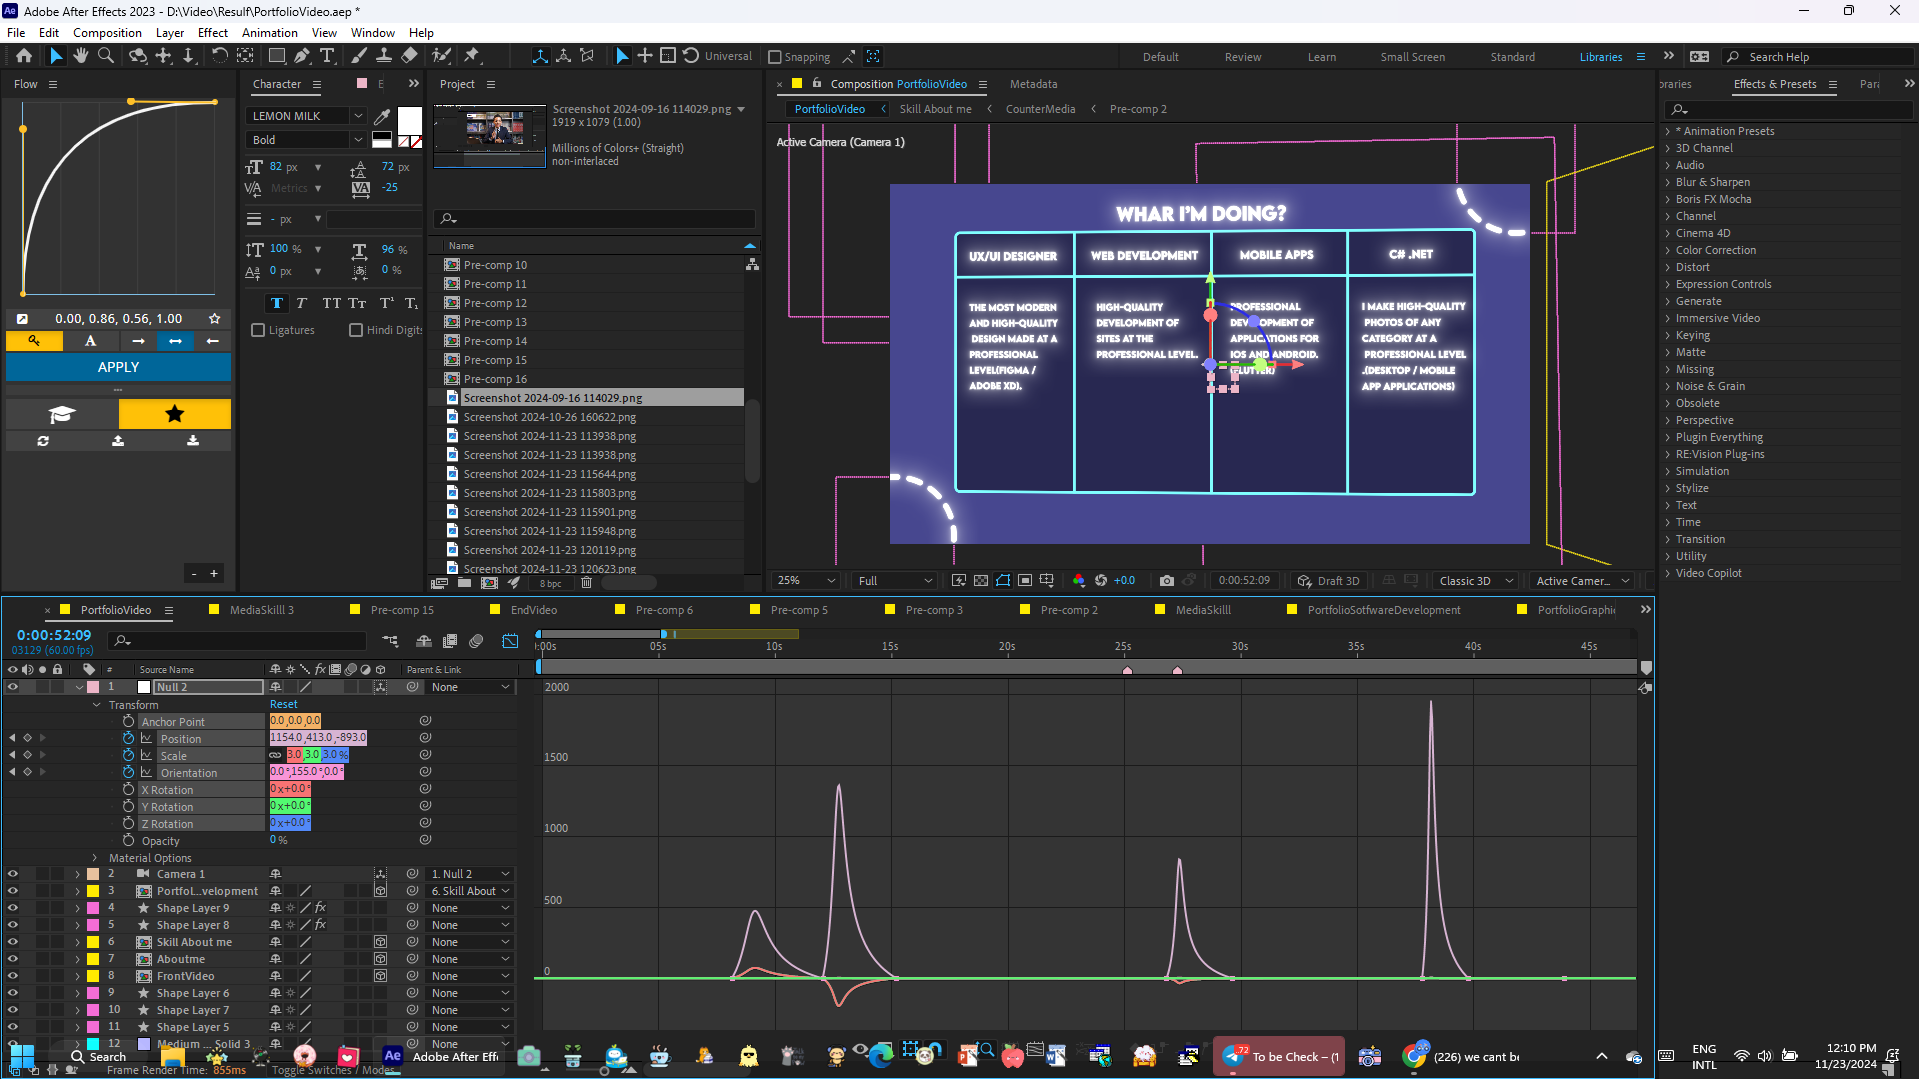 Adobe After Effects 2023 - D:\Video\Resulf\PortfolioVideo.aep *
File Edit Composition Layer Effect Animation View Window Help
Universal Snapping Default Review Learn Small Screen Standard Libraries Search Help
Flow
0.00, 0.86, 0.56, 1.00
APPLY
- +
Character
LEMON MILK
Bold
82 px 72 px
Metrics -25
- px
100 % 96 %
0 px 0 %
Ligatures Hindi Digits
Project
Screenshot 2024-09-16 114029.png
1919 x 1079 (1.00)
Millions of Colors+ (Straight)
non-interlaced
Name
Pre-comp 10
Pre-comp 11
Pre-comp 12
Pre-comp 13
Pre-comp 14
Pre-comp 15
Pre-comp 16
Screenshot 2024-09-16 114029.png
Screenshot 2024-10-26 160622.png
Screenshot 2024-11-23 113938.png
Screenshot 2024-11-23 113938.png
Screenshot 2024-11-23 115644.png
Screenshot 2024-11-23 115803.png
Screenshot 2024-11-23 115901.png
Screenshot 2024-11-23 115948.png
Screenshot 2024-11-23 120119.png
Screenshot 2024-11-23 120623.png
8 bpc
Composition PortfolioVideo Metadata
PortfolioVideo Skill About me CounterMedia Pre-comp 2
Active Camera (Camera 1)
WHAR I'M DOING?
UX/UI DESIGNER
THE MOST MODERN
AND HIGH-QUALITY
DESIGN MADE AT A
PROFESSIONAL
LEVEL(FIGMA /
ADOBE XD).
WEB DEVELOPMENT
HIGH-QUALITY
DEVELOPMENT OF
SITES AT THE
PROFESSIONAL LEVEL.
MOBILE APPS
PROFESSIONAL
DEVELOPMENT OF
APPLICATIONS FOR
IOS AND ANDROID.
C# .NET
I MAKE HIGH-QUALITY
PHOTOS OF ANY
CATEGORY AT A
PROFESSIONAL LEVEL
.(DESKTOP / MOBILE
APP APPLICATIONS)
25% Full +0.0 0:00:52:09 Draft 3D Classic 3D Active Camer...
Effects & Presets
* Animation Presets
3D Channel
Audio
Blur & Sharpen
Boris FX Mocha
Channel
Cinema 4D
Color Correction
Distort
Expression Controls
Generate
Immersive Video
Keying
Matte
Missing
Noise & Grain
Obsolete
Perspective
Plugin Everything
RE:Vision Plug-ins
Simulation
Stylize
Text
Time
Transition
Utility
Video Copilot
PortfolioVideo MediaSkilll 3 Pre-comp 15 EndVideo Pre-comp 6 Pre-comp 5 Pre-comp 3 Pre-comp 2 MediaSkilll PortfolioSotfwareDevelopment PortfolioGraphi
0:00:52:09
03129 (60.00 fps)
:00s 05s 10s 15s 20s 25s 30s 35s 40s 45s
# Source Name Parent & Link
1 Null 2 None
Transform Reset
Anchor Point 0.0,0.0,0.0
Position 1154.0,413.0,-893.0
Scale 3.0,3.0,3.0 %
Orientation 0.0°,155.0°,0.0°
X Rotation 0x+0.0°
Y Rotation 0x+0.0°
Z Rotation 0x+0.0°
Opacity 0 %
Material Options
2 Camera 1 1. Null 2
3 Portfol...velopment 6. Skill About
4 Shape Layer 9 fx None
5 Shape Layer 8 fx None
6 Skill About me None
7 Aboutme None
8 FrontVideo None
9 Shape Layer 6 None
10 Shape Layer 7 None
11 Shape Layer 5 None
12 Medium ... Solid 3 None
2000
1500
1000
500
0
Frame Render Time: 855ms Toggle Switches / Modes
Search Adobe After Eff To be Check – (1 (226) we cant b
72
ENG
INTL
12:10 PM
11/23/2024